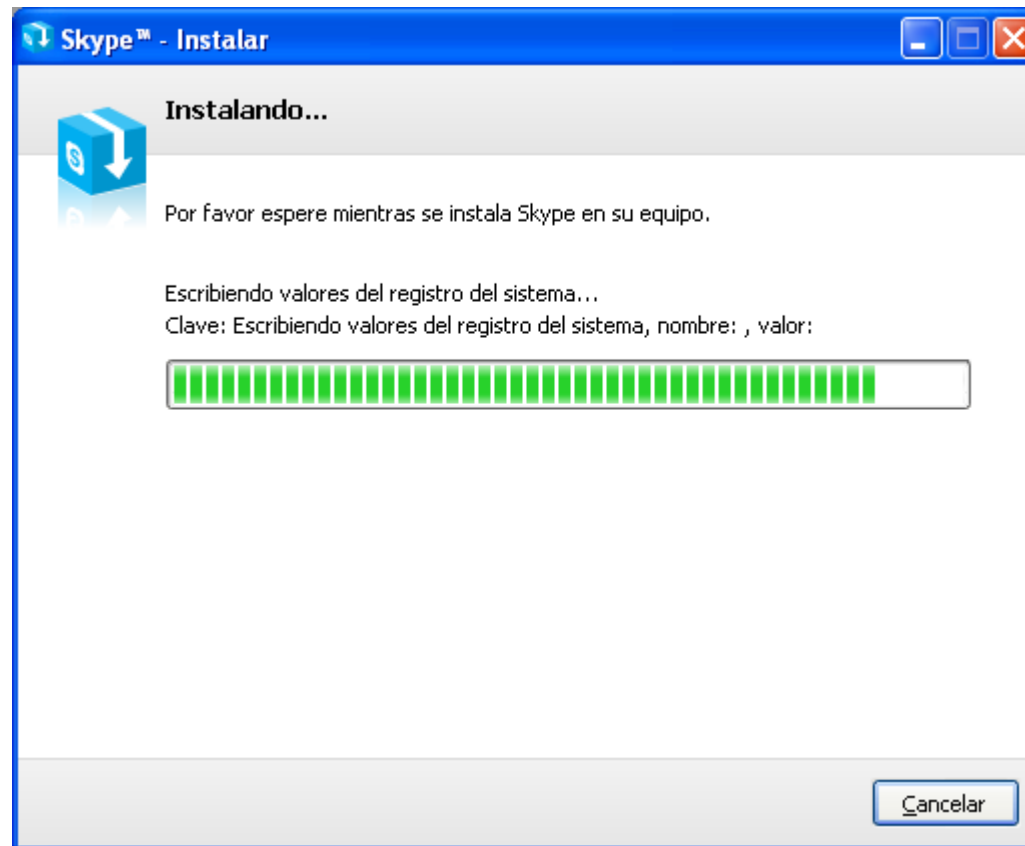 Skype™ - Instalar
Instalando...
Por favor espere mientras se instala Skype en su equipo.
Escribiendo valores del registro del sistema...
Clave: Escribiendo valores del registro del sistema, nombre: , valor:
Cancelar